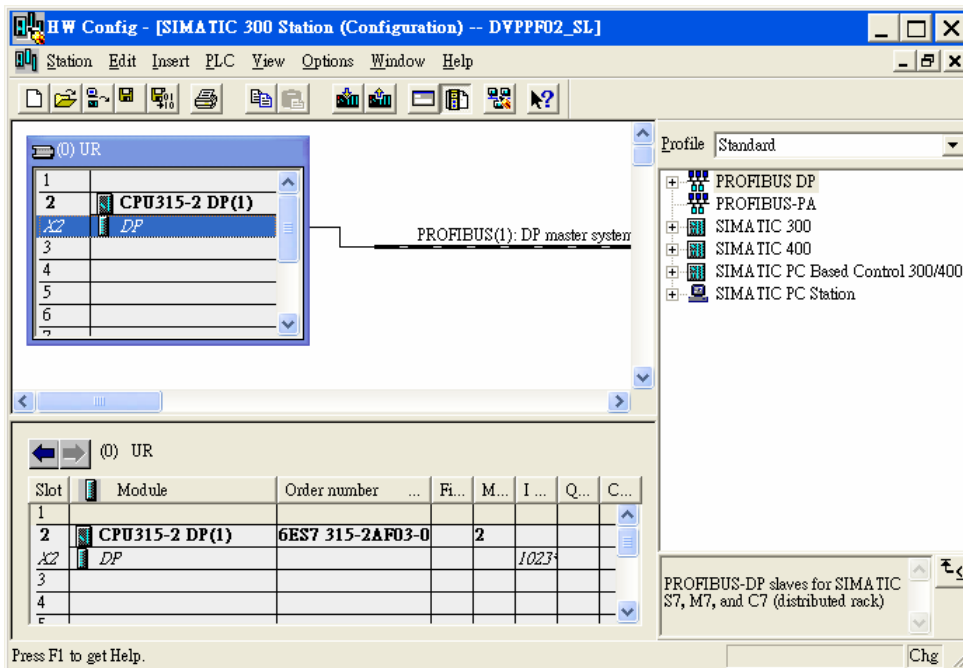 HW Config - [SIMATIC 300 Station (Configuration) -- DVPPF02_SL]
Station Edit Insert PLC View Options Window Help
(0) UR
1
2 CPU315-2 DP(1)
X2 DP
3
4
5
6
7
PROFIBUS(1): DP master system
Profile Standard
PROFIBUS DP
PROFIBUS-PA
SIMATIC 300
SIMATIC 400
SIMATIC PC Based Control 300/400
SIMATIC PC Station
(0) UR
Slot Module Order number ... Fi... M... I ... Q... C...
1
2 CPU315-2 DP(1) 6ES7 315-2AF03-0 2
X2 DP 1023*
3
4
PROFIBUS-DP slaves for SIMATIC
S7, M7, and C7 (distributed rack)
Press F1 to get Help.
Chg